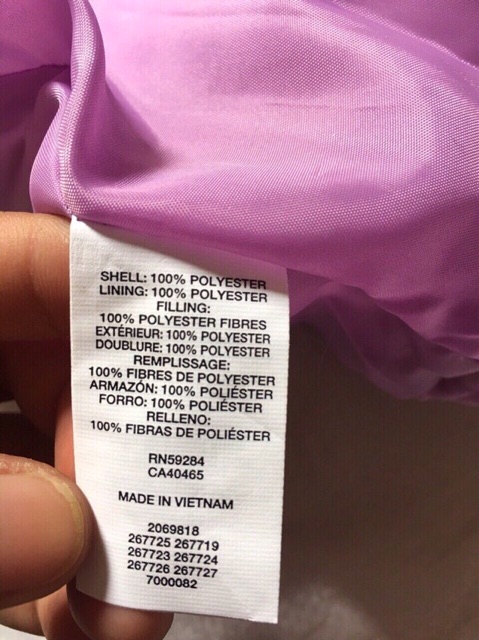 SHELL: 100% POLYESTER
LINING: 100% POLYESTER
FILLING:
100% POLYESTER FIBRES
EXTÉRIEUR: 100% POLYESTER
DOUBLURE: 100% POLYESTER
REMPLISSAGE:
100% FIBRES DE POLYESTER
ARMAZÓN: 100% POLIÉSTER
FORRO: 100% POLIÉSTER
RELLENO:
100% FIBRAS DE POLIÉSTER
RN59284
CA40465
MADE IN VIETNAM
2069818
267725 267719
267723 267724
267726 267727
7000082